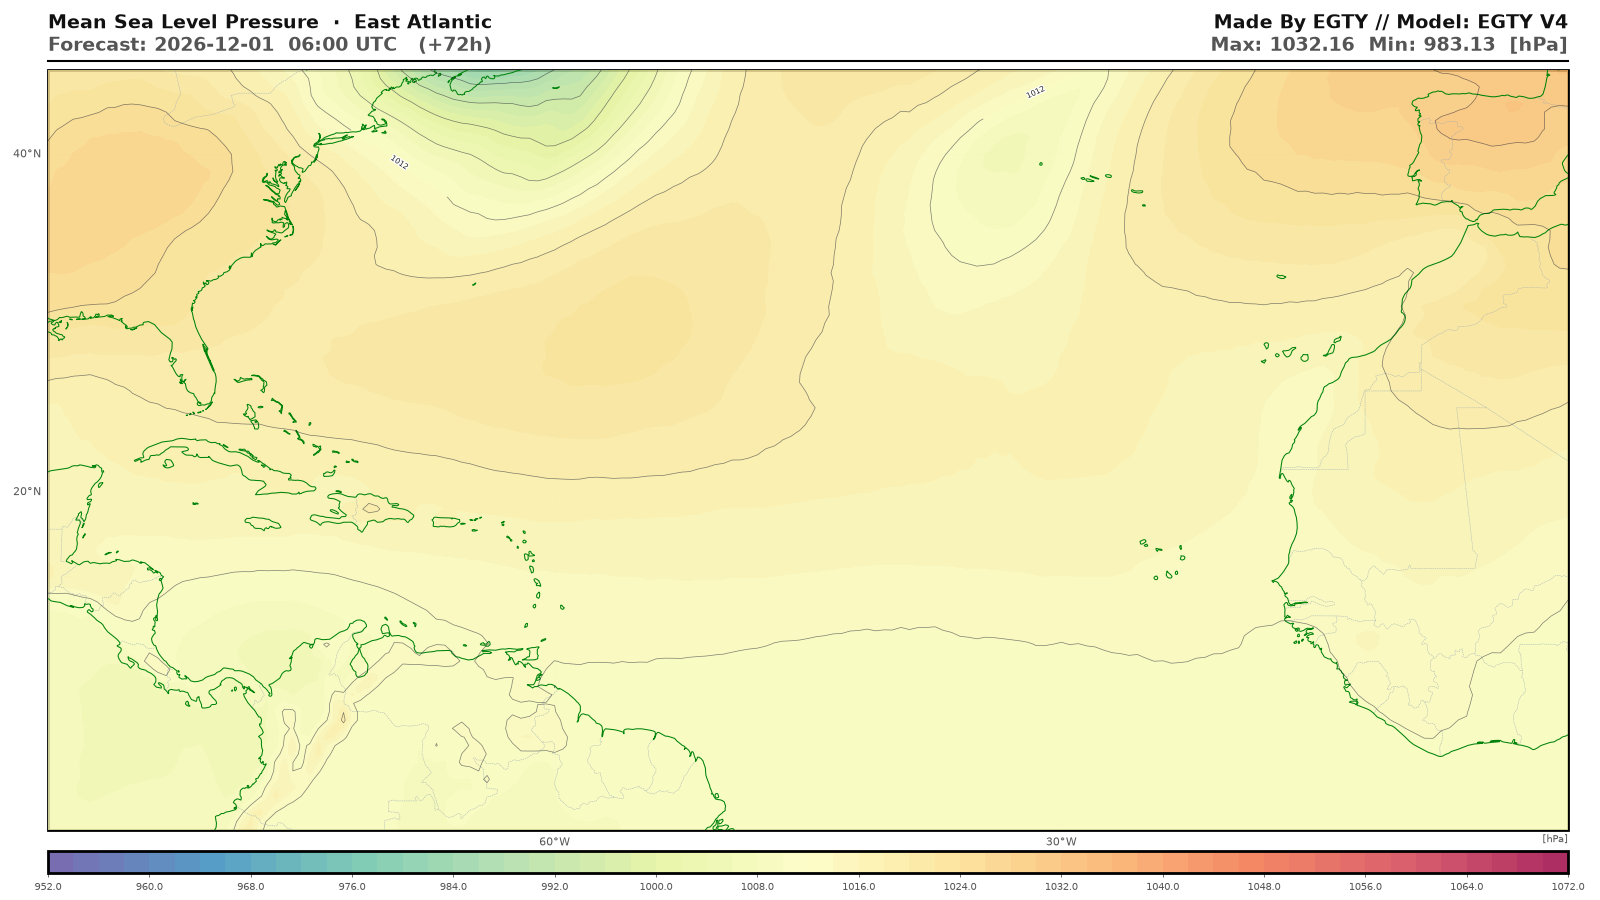 Mean Sea Level Pressure · East Atlantic
Made By EGTY // Model: EGTY V4
Forecast: 2026-12-01 06:00 UTC (+72h)
Max: 1032.16 Min: 983.13 [hPa]
1012
1012
40°N
20°N
60°W
30°W
[hPa]
952.0
960.0
968.0
976.0
984.0
992.0
1000.0
1008.0
1016.0
1024.0
1032.0
1040.0
1048.0
1056.0
1064.0
1072.0